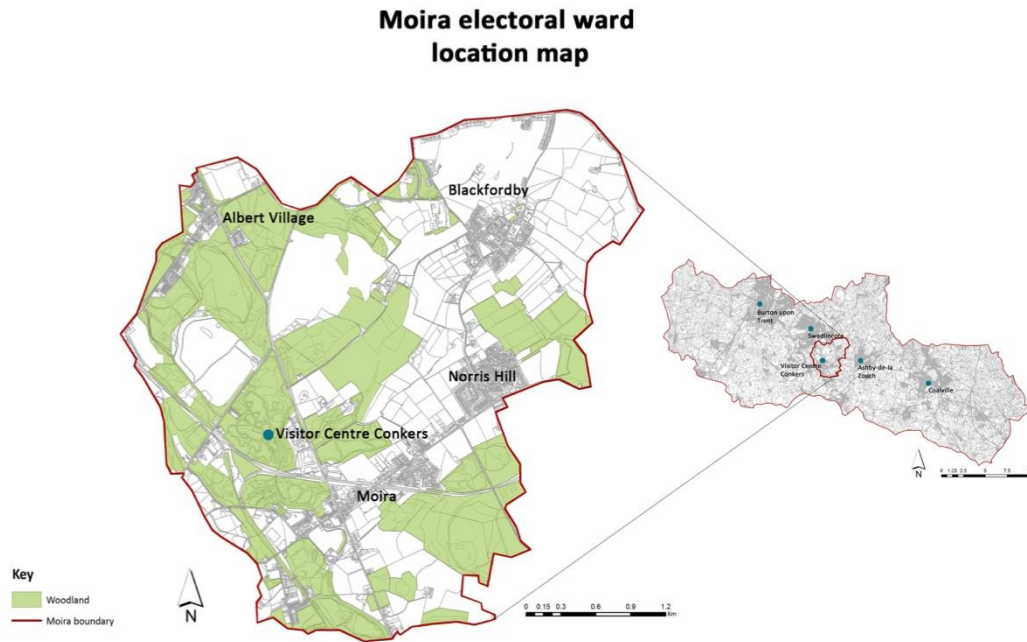 Moira electoral ward
location map
Blackfordby
Albert Village
Norris Hill
Visitor Centre Conkers
Moira
Key
Woodland
Moira boundary
N
0 0.15 0.3 0.6 0.9 1.2
Km
Burton upon
Trent
Swadlincote
Visitor Centre
Conkers
Ashby-de-la
Zouch
Coalville
N
0 1.25 2.5 5 7.5